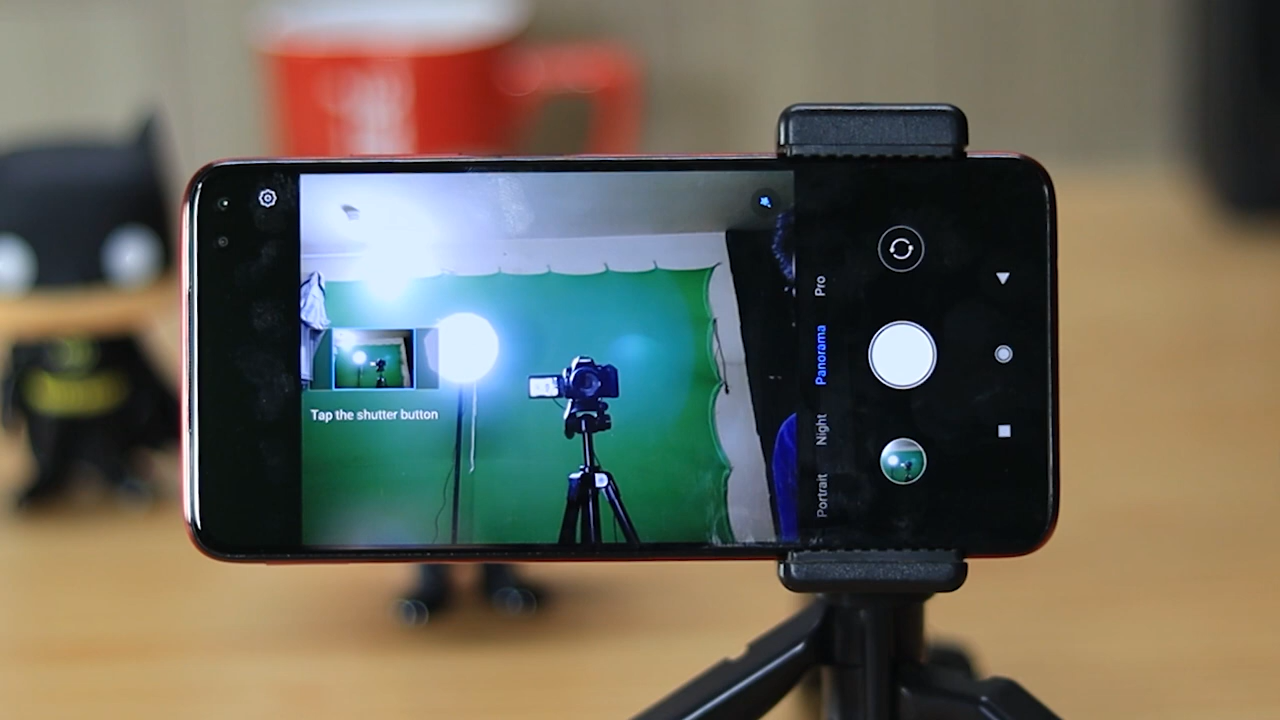 Tap the shutter button
Pro
Panorama
Night
Portrait